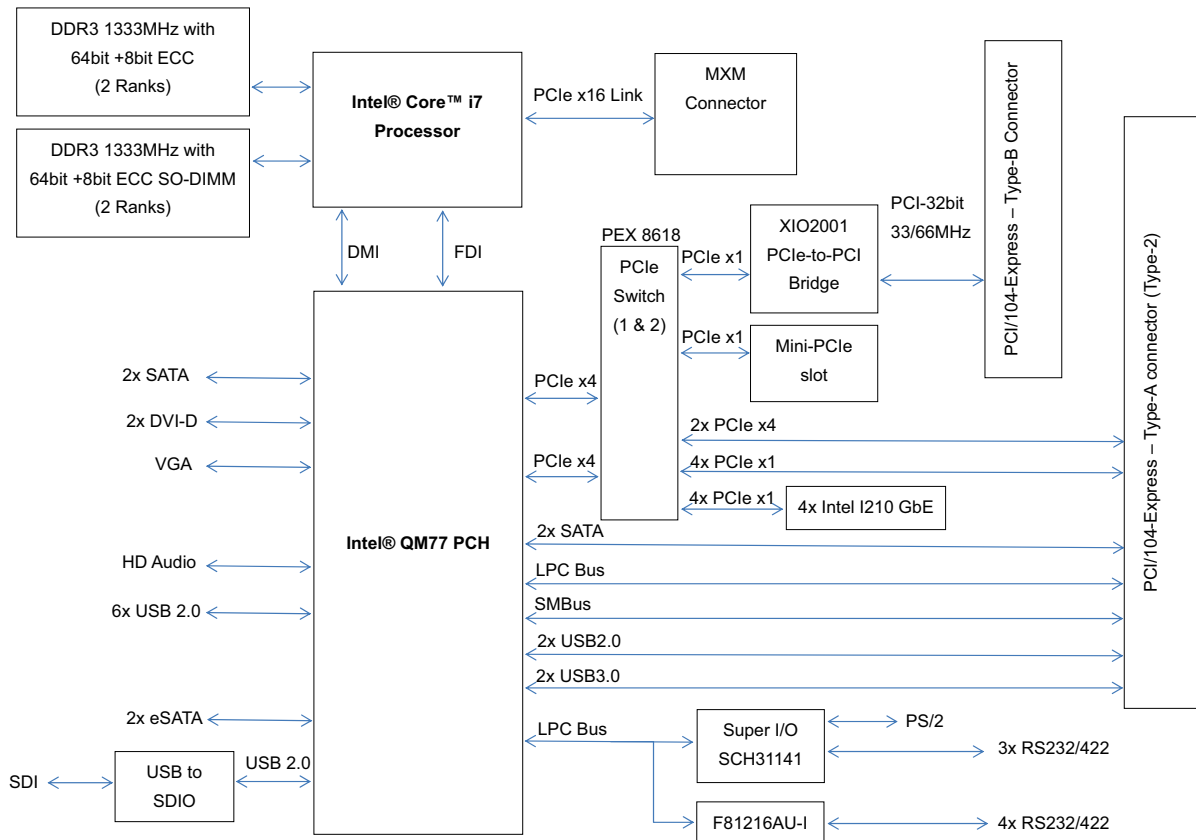 DDR3 1333MHz with
64bit +8bit ECC
(2 Ranks)
DDR3 1333MHz with
64bit +8bit ECC SO-DIMM
(2 Ranks)
Intel® Core™ i7
Processor
PCIe x16 Link
MXM
Connector
DMI
FDI
PEX 8618
PCIe
Switch
(1 & 2)
PCIe x1
XIO2001
PCIe-to-PCI
Bridge
PCI-32bit
33/66MHz
PCI/104-Express – Type-B Connector
PCI/104-Express – Type-A connector (Type-2)
PCIe x1
Mini-PCIe
slot
PCIe x4
PCIe x4
2x PCIe x4
4x PCIe x1
4x PCIe x1
4x Intel I210 GbE
2x SATA
2x DVI-D
VGA
HD Audio
6x USB 2.0
2x eSATA
Intel® QM77 PCH
2x SATA
LPC Bus
SMBus
2x USB2.0
2x USB3.0
LPC Bus
Super I/O
SCH31141
PS/2
3x RS232/422
F81216AU-I
4x RS232/422
SDI
USB to
SDIO
USB 2.0